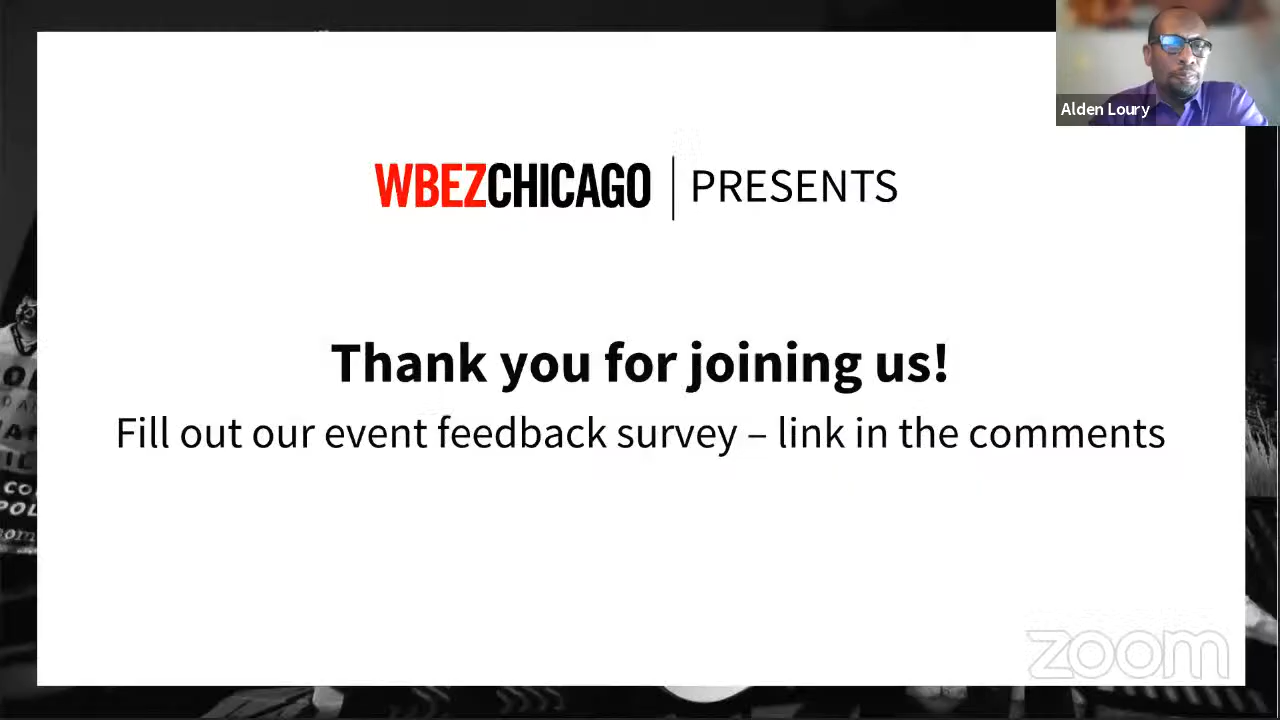 Alden Loury
WBEZCHICAGO | PRESENTS
Thank you for joining us!
Fill out our event feedback survey – link in the comments
zoom